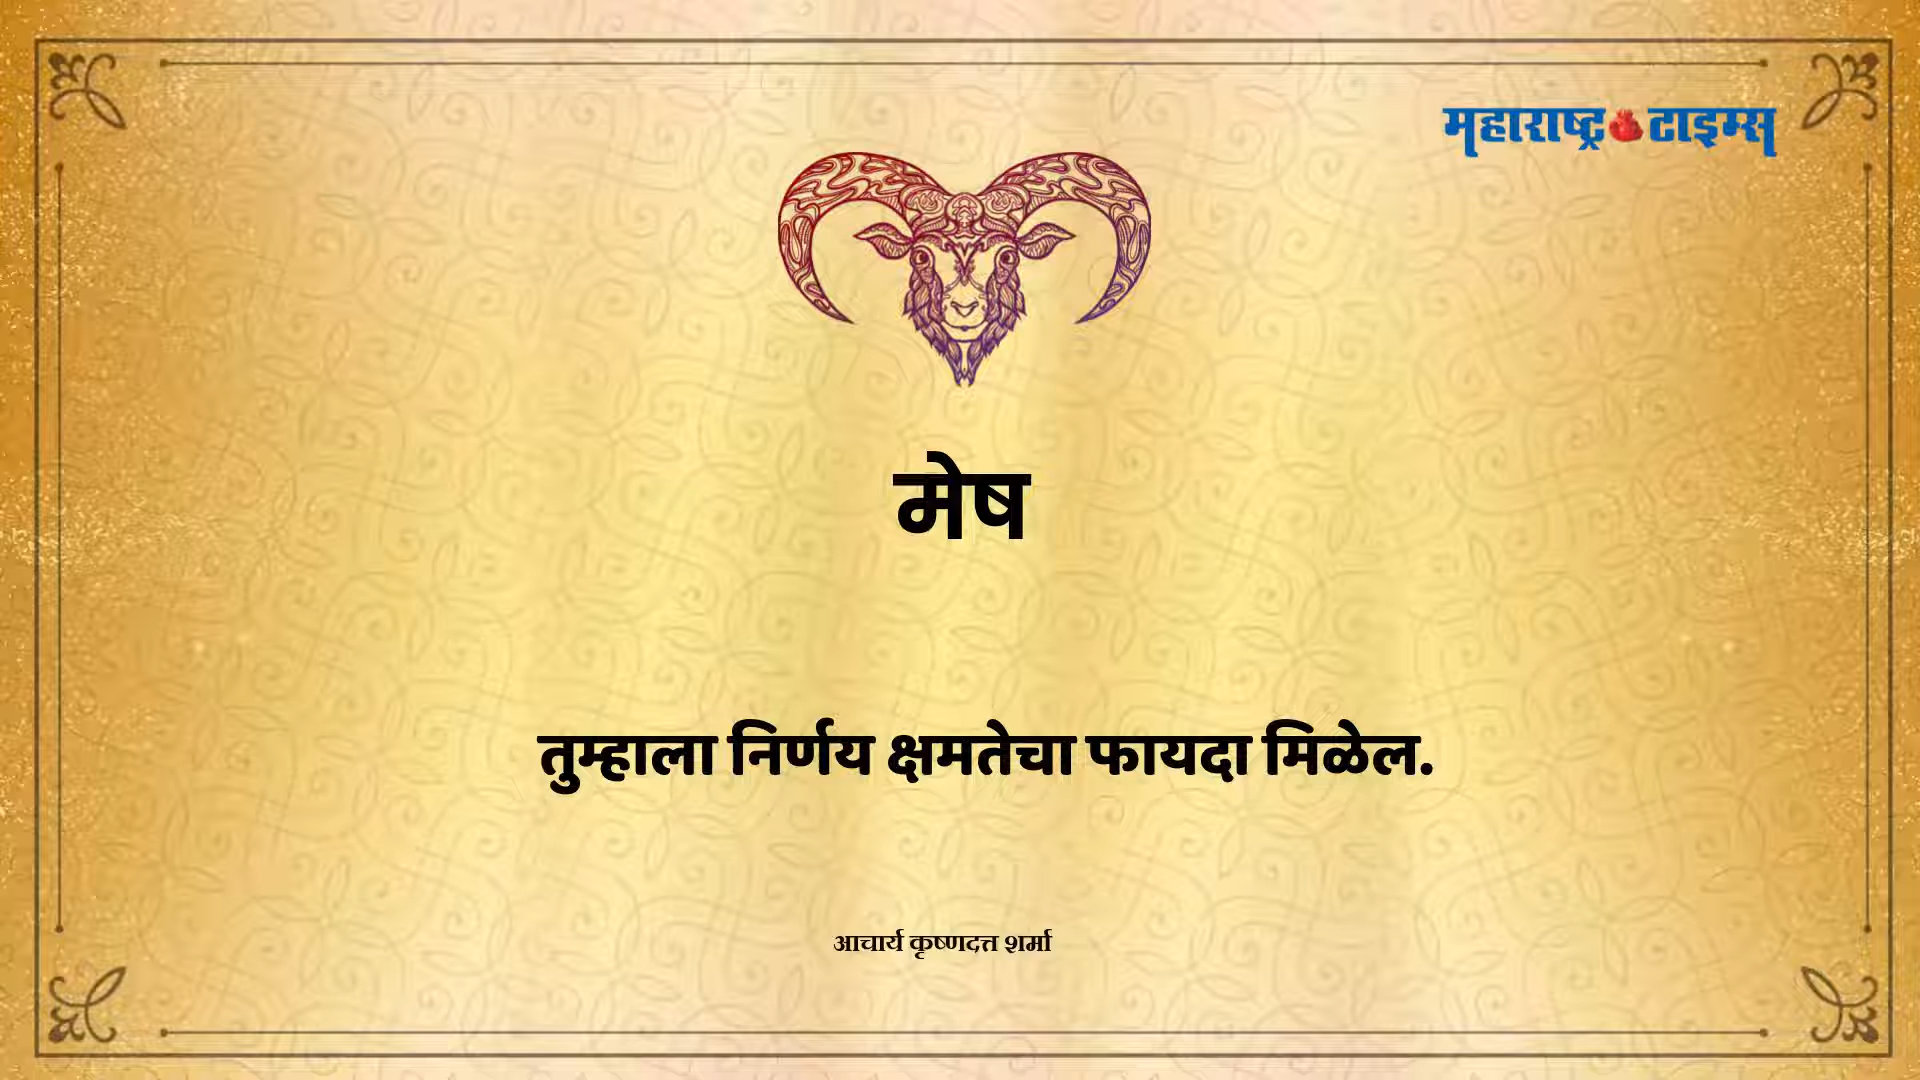 महाराष्ट्र टाइम्स
मेष
तुम्हाला निर्णय क्षमतेचा फायदा मिळेल.
आचार्य कृष्णदत्त शर्मा